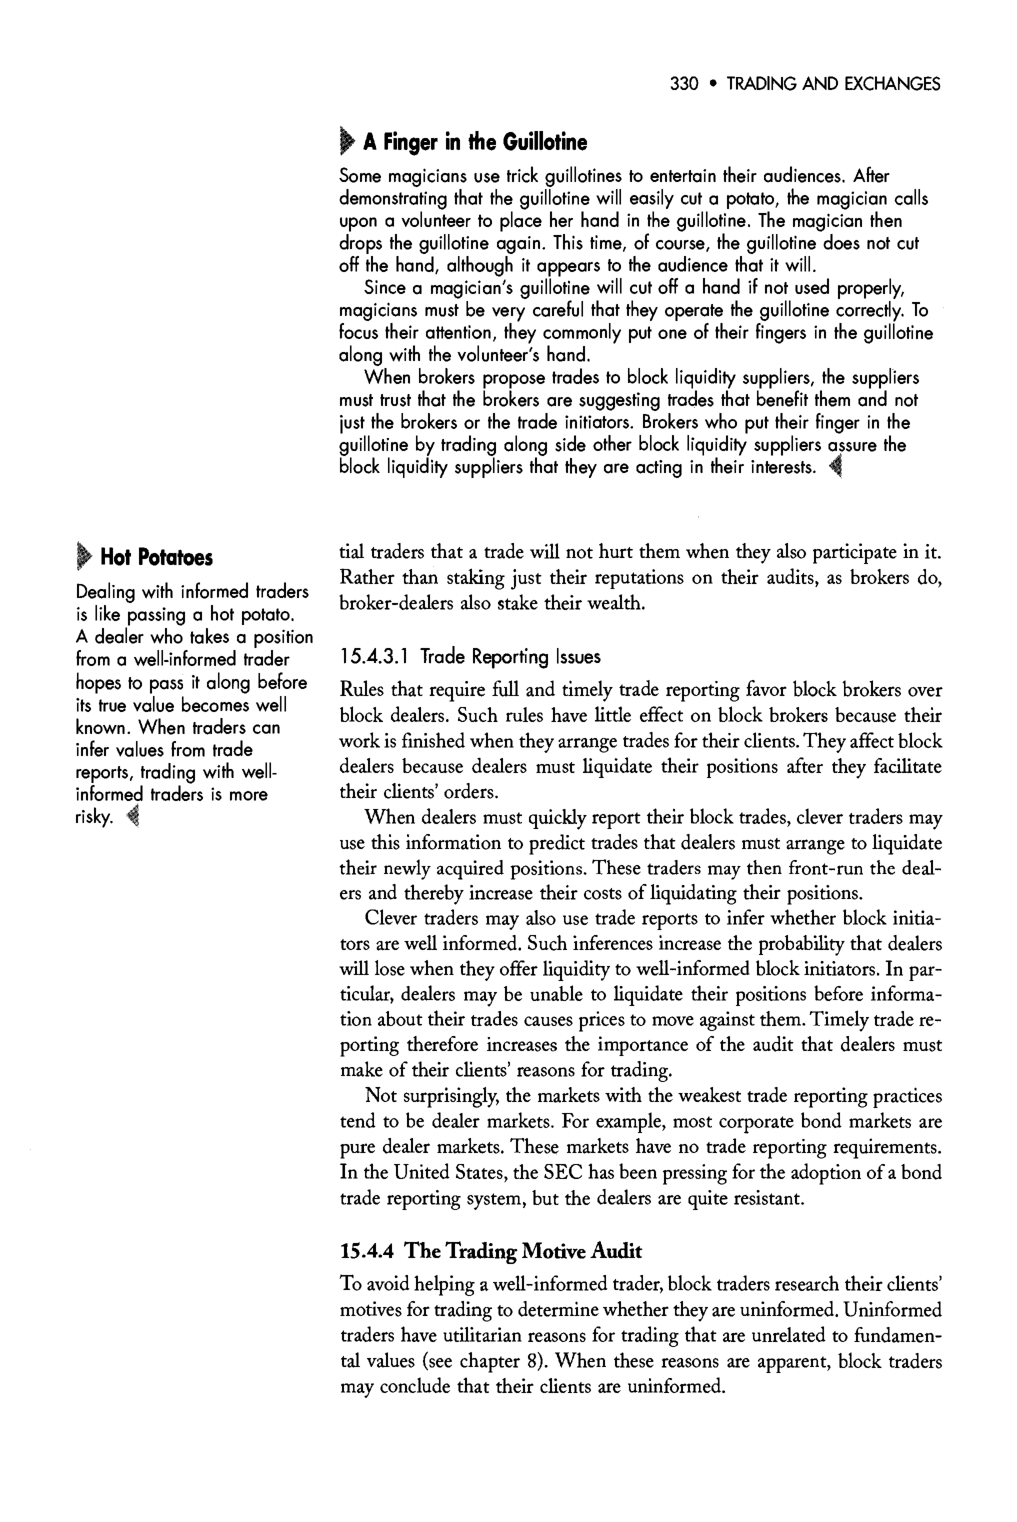 330 • TRADING AND EXCHANGES
A Finger in the Guillotine
Some magicians use trick guillotines to entertain their audiences. After
demonstrating that the guillotine will easily cut a potato, the magician calls
upon a volunteer to place her hand in the guillotine. The magician then
drops the guillotine again. This time, of course, the guillotine does not cut
off the hand, although it appears to the audience that it will.
Since a magician's guillotine will cut off a hand if not used properly,
magicians must be very careful that they operate the guillotine correctly. To
focus their attention, they commonly put one of their fingers in the guillotine
along with the volunteer's hand.
When brokers propose trades to block liquidity suppliers, the suppliers
must trust that the brokers are suggesting trades that benefit them and not
just the brokers or the trade initiators. Brokers who put their finger in the
guillotine by trading along side other block liquidity suppliers assure the
block liquidity suppliers that they are acting in their interests.
Hot Potatoes
Dealing with informed traders
is like passing a hot potato.
A dealer who takes a position
from a well-informed trader
hopes to pass it along before
its true value becomes well
known. When traders can
infer values from trade
reports, trading with well-
informed traders is more
risky.
tial traders that a trade will not hurt them when they also participate in it.
Rather than staking just their reputations on their audits, as brokers do,
broker-dealers also stake their wealth.
15.4.3.1 Trade Reporting Issues
Rules that require full and timely trade reporting favor block brokers over
block dealers. Such rules have little effect on block brokers because their
work is finished when they arrange trades for their clients. They affect block
dealers because dealers must liquidate their positions after they facilitate
their clients' orders.
When dealers must quickly report their block trades, clever traders may
use this information to predict trades that dealers must arrange to liquidate
their newly acquired positions. These traders may then front-run the deal-
ers and thereby increase their costs of liquidating their positions.
Clever traders may also use trade reports to infer whether block initia-
tors are well informed. Such inferences increase the probability that dealers
will lose when they offer liquidity to well-informed block initiators. In par-
ticular, dealers may be unable to liquidate their positions before informa-
tion about their trades causes prices to move against them. Timely trade re-
porting therefore increases the importance of the audit that dealers must
make of their clients' reasons for trading.
Not surprisingly, the markets with the weakest trade reporting practices
tend to be dealer markets. For example, most corporate bond markets are
pure dealer markets. These markets have no trade reporting requirements.
In the United States, the SEC has been pressing for the adoption of a bond
trade reporting system, but the dealers are quite resistant.
15.4.4 The Trading Motive Audit
To avoid helping a well-informed trader, block traders research their clients'
motives for trading to determine whether they are uninformed. Uninformed
traders have utilitarian reasons for trading that are unrelated to fundamen-
tal values (see chapter 8). When these reasons are apparent, block traders
may conclude that their clients are uninformed.